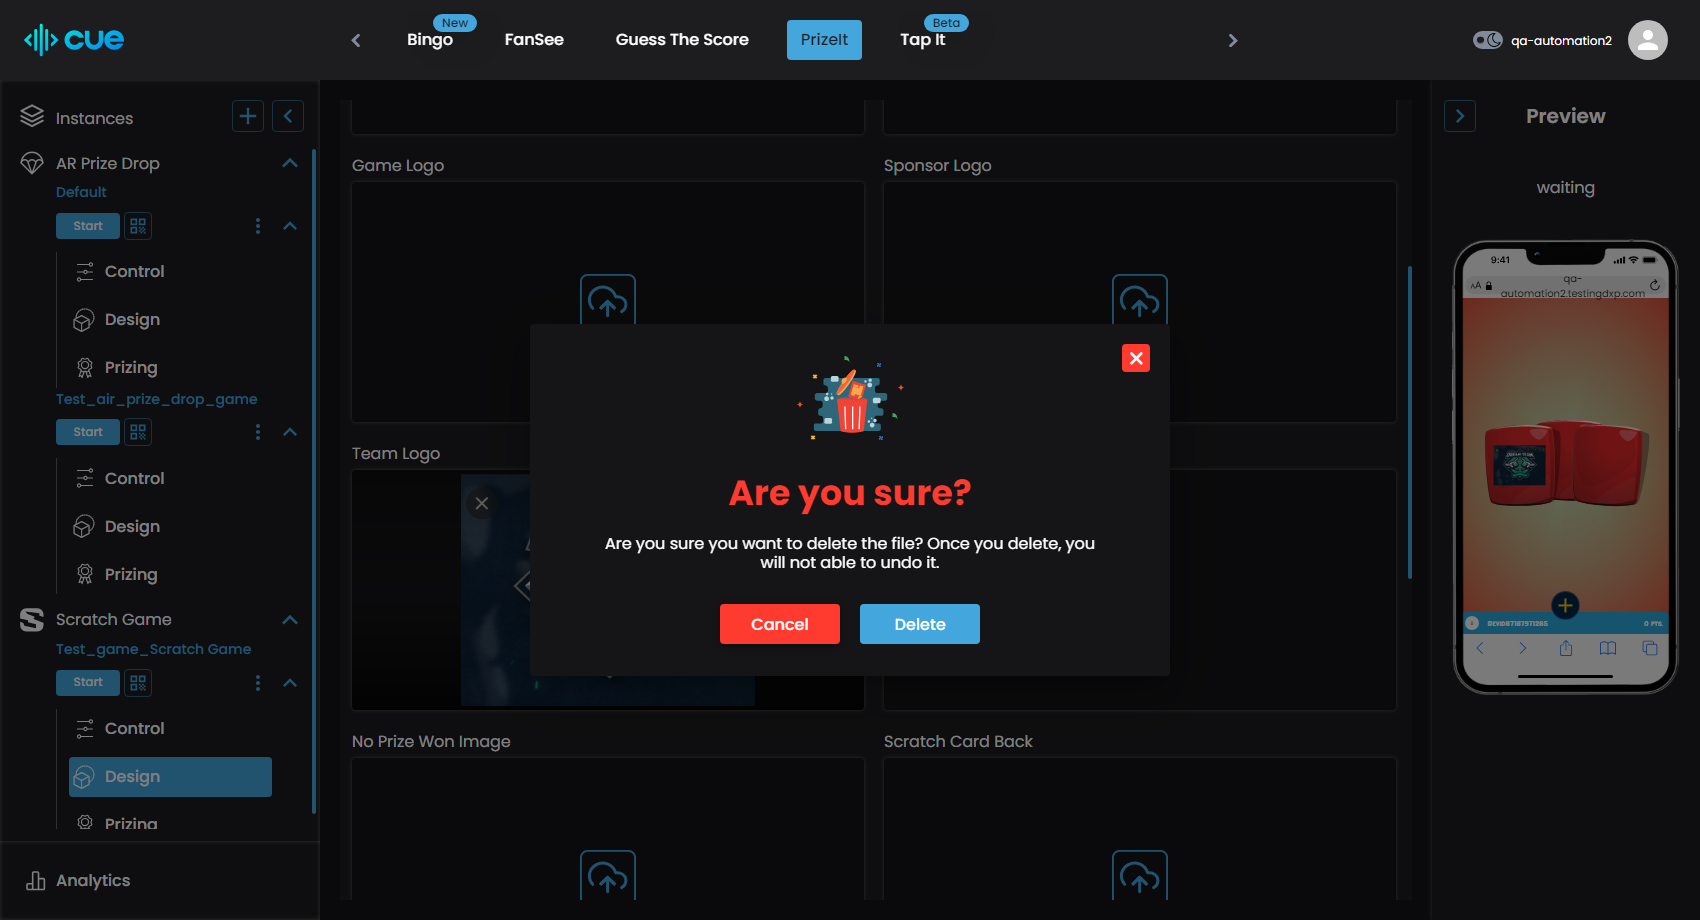 cue
New
Bingo
FanSee
Guess The Score
PrizeIt
Beta
Tap It
qa-automation2
Instances
AR Prize Drop
Default
Start
Control
Design
Prizing
Test_air_prize_drop_game
Start
Control
Design
Prizing
Scratch Game
Test_game_Scratch Game
Start
Control
Design
Prizing
Analytics
Game Logo
Sponsor Logo
Team Logo
No Prize Won Image
Scratch Card Back
Are you sure?
Are you sure you want to delete the file? Once you delete, you
will not able to undo it.
Cancel
Delete
Preview
waiting
9:41
AA
qa-
automation2.testingdxp.com
0 PTS.